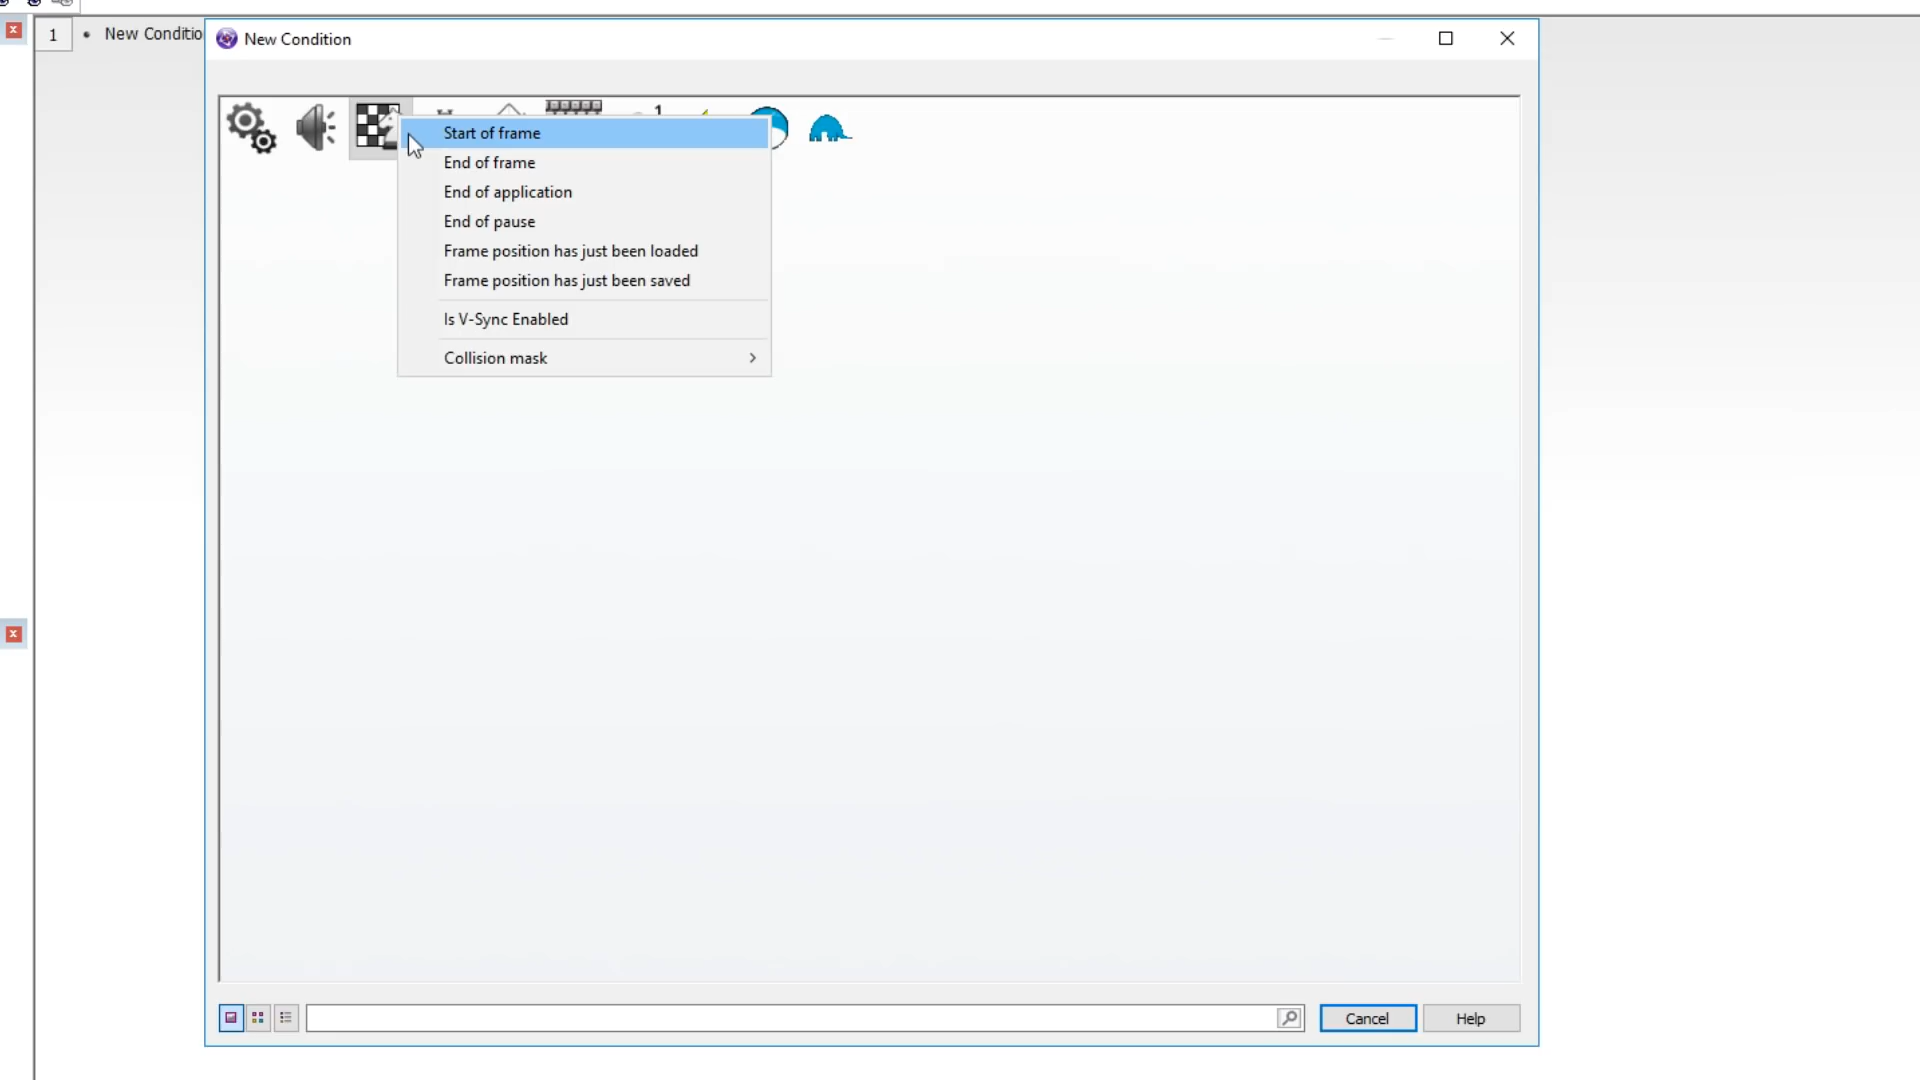 1
• New Conditio
New Condition
1
Start of frame
End of frame
End of application
End of pause
Frame position has just been loaded
Frame position has just been saved
Is V-Sync Enabled
Collision mask
Cancel
Help